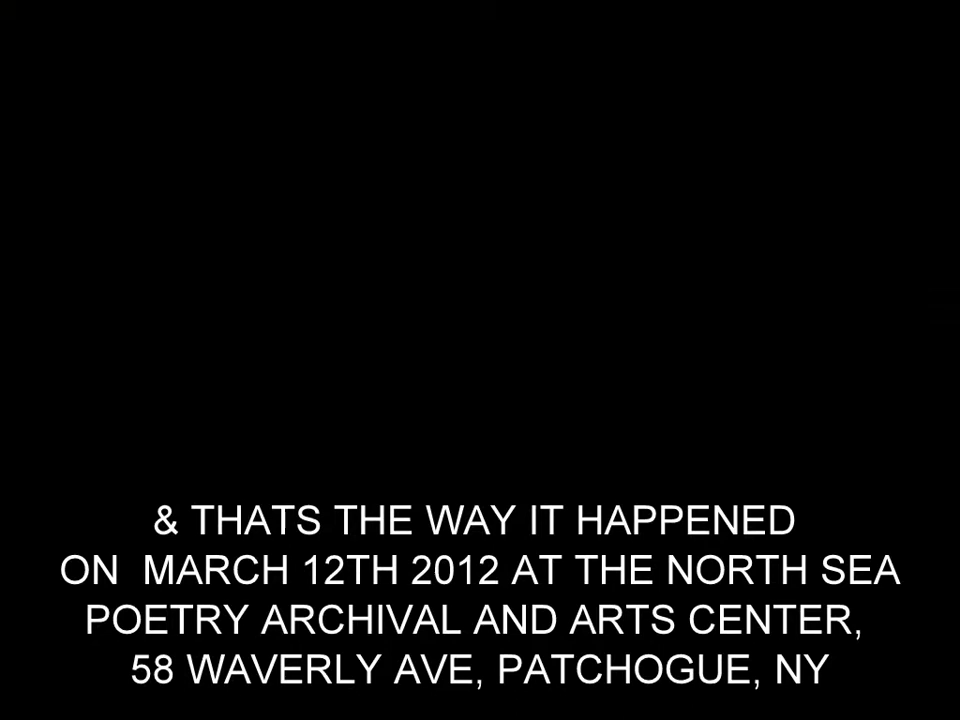 & THATS THE WAY IT HAPPENED
ON  MARCH 12TH 2012 AT THE NORTH SEA
POETRY ARCHIVAL AND ARTS CENTER,
58 WAVERLY AVE, PATCHOGUE, NY